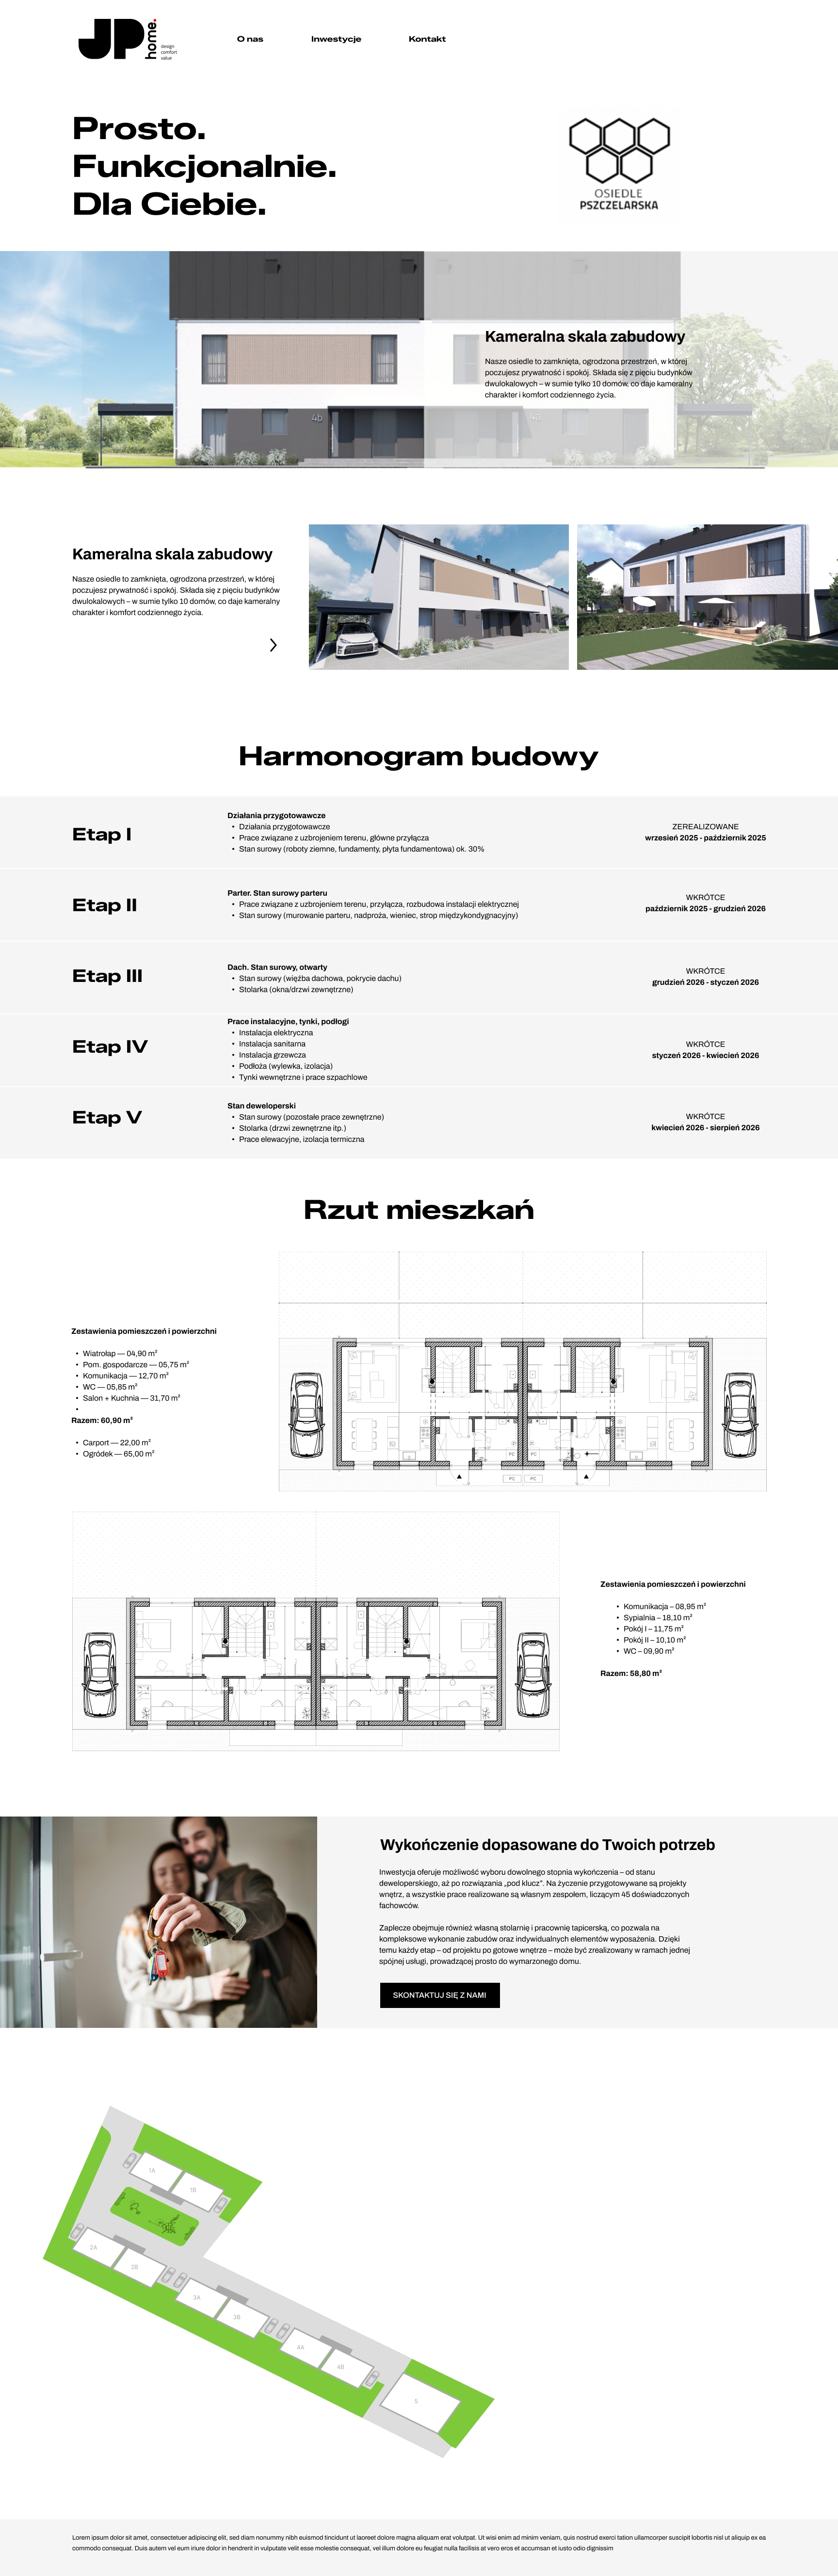 JP
home.
design
comfort
value
O nas
Inwestycje
Kontakt
Prosto.
Funkcjonalnie.
Dla Ciebie.
OSIEDLE
PSZCZELARSKA
Kameralna skala zabudowy
Nasze osiedle to zamknięta, ogrodzona przestrzeń, w której
poczujesz prywatność i spokój. Składa się z pięciu budynków
dwulokalowych – w sumie tylko 10 domów, co daje kameralny
charakter i komfort codziennego życia.
4b
Kameralna skala zabudowy
Nasze osiedle to zamknięta, ogrodzona przestrzeń, w której
poczujesz prywatność i spokój. Składa się z pięciu budynków
dwulokalowych – w sumie tylko 10 domów, co daje kameralny
charakter i komfort codziennego życia.
Harmonogram budowy
Etap I
Działania przygotowawcze
• Działania przygotowawcze
• Prace związane z uzbrojeniem terenu, główne przyłącza
• Stan surowy (roboty ziemne, fundamenty, płyta fundamentowa) ok. 30%
ZEREALIZOWANE
wrzesień 2025 - październik 2025
Etap II
Parter. Stan surowy parteru
• Prace związane z uzbrojeniem terenu, przyłącza, rozbudowa instalacji elektrycznej
• Stan surowy (murowanie parteru, nadproża, wieniec, strop międzykondygnacyjny)
WKRÓTCE
październik 2025 - grudzień 2026
Etap III
Dach. Stan surowy, otwarty
• Stan surowy (więźba dachowa, pokrycie dachu)
• Stolarka (okna/drzwi zewnętrzne)
WKRÓTCE
grudzień 2026 - styczeń 2026
Etap IV
Prace instalacyjne, tynki, podłogi
• Instalacja elektryczna
• Instalacja sanitarna
• Instalacja grzewcza
• Podłoża (wylewka, izolacja)
• Tynki wewnętrzne i prace szpachlowe
WKRÓTCE
styczeń 2026 - kwiecień 2026
Etap V
Stan deweloperski
• Stan surowy (pozostałe prace zewnętrzne)
• Stolarka (drzwi zewnętrzne itp.)
• Prace elewacyjne, izolacja termiczna
WKRÓTCE
kwiecień 2026 - sierpień 2026
Rzut mieszkań
Zestawienia pomieszczeń i powierzchni
• Wiatrołap — 04,90 m²
• Pom. gospodarcze — 05,75 m²
• Komunikacja — 12,70 m²
• WC — 05,85 m²
• Salon + Kuchnia — 31,70 m²
•
Razem: 60,90 m²
• Carport — 22,00 m²
• Ogródek — 65,00 m²
PC
PC
PC
PC
Zestawienia pomieszczeń i powierzchni
• Komunikacja – 08,95 m²
• Sypialnia – 18,10 m²
• Pokój I – 11,75 m²
• Pokój II – 10,10 m²
• WC – 09,90 m²
Razem: 58,80 m²
Wykończenie dopasowane do Twoich potrzeb
Inwestycja oferuje możliwość wyboru dowolnego stopnia wykończenia – od stanu
deweloperskiego, aż po rozwiązania „pod klucz”. Na życzenie przygotowywane są projekty
wnętrz, a wszystkie prace realizowane są własnym zespołem, liczącym 45 doświadczonych
fachowców.
Zaplecze obejmuje również własną stolarnię i pracownię tapicerską, co pozwala na
kompleksowe wykonanie zabudów oraz indywidualnych elementów wyposażenia. Dzięki
temu każdy etap – od projektu po gotowe wnętrze – może być zrealizowany w ramach jednej
spójnej usługi, prowadzącej prosto do wymarzonego domu.
SKONTAKTUJ SIĘ Z NAMI
1A
1B
2A
2B
3A
3B
4A
4B
5
Lorem ipsum dolor sit amet, consectetuer adipiscing elit, sed diam nonummy nibh euismod tincidunt ut laoreet dolore magna aliquam erat volutpat. Ut wisi enim ad minim veniam, quis nostrud exerci tation ullamcorper suscipit lobortis nisl ut aliquip ex ea
commodo consequat. Duis autem vel eum iriure dolor in hendrerit in vulputate velit esse molestie consequat, vel illum dolore eu feugiat nulla facilisis at vero eros et accumsan et iusto odio dignissim